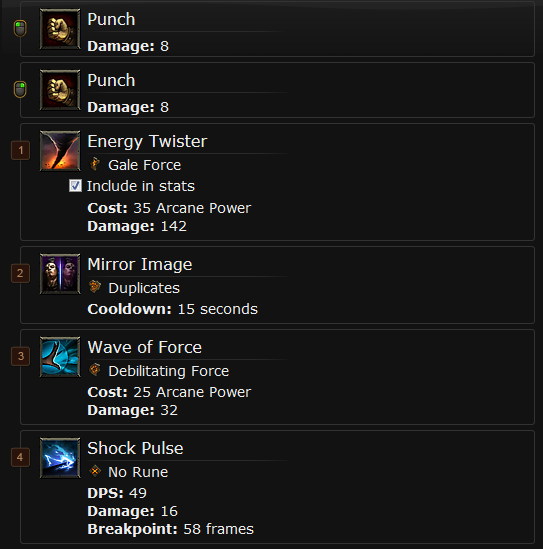 Punch
Damage: 8
Punch
Damage: 8
1
Energy Twister
Gale Force
Include in stats
Cost: 35 Arcane Power
Damage: 142
2
Mirror Image
Duplicates
Cooldown: 15 seconds
3
Wave of Force
Debilitating Force
Cost: 25 Arcane Power
Damage: 32
4
Shock Pulse
No Rune
DPS: 49
Damage: 16
Breakpoint: 58 frames